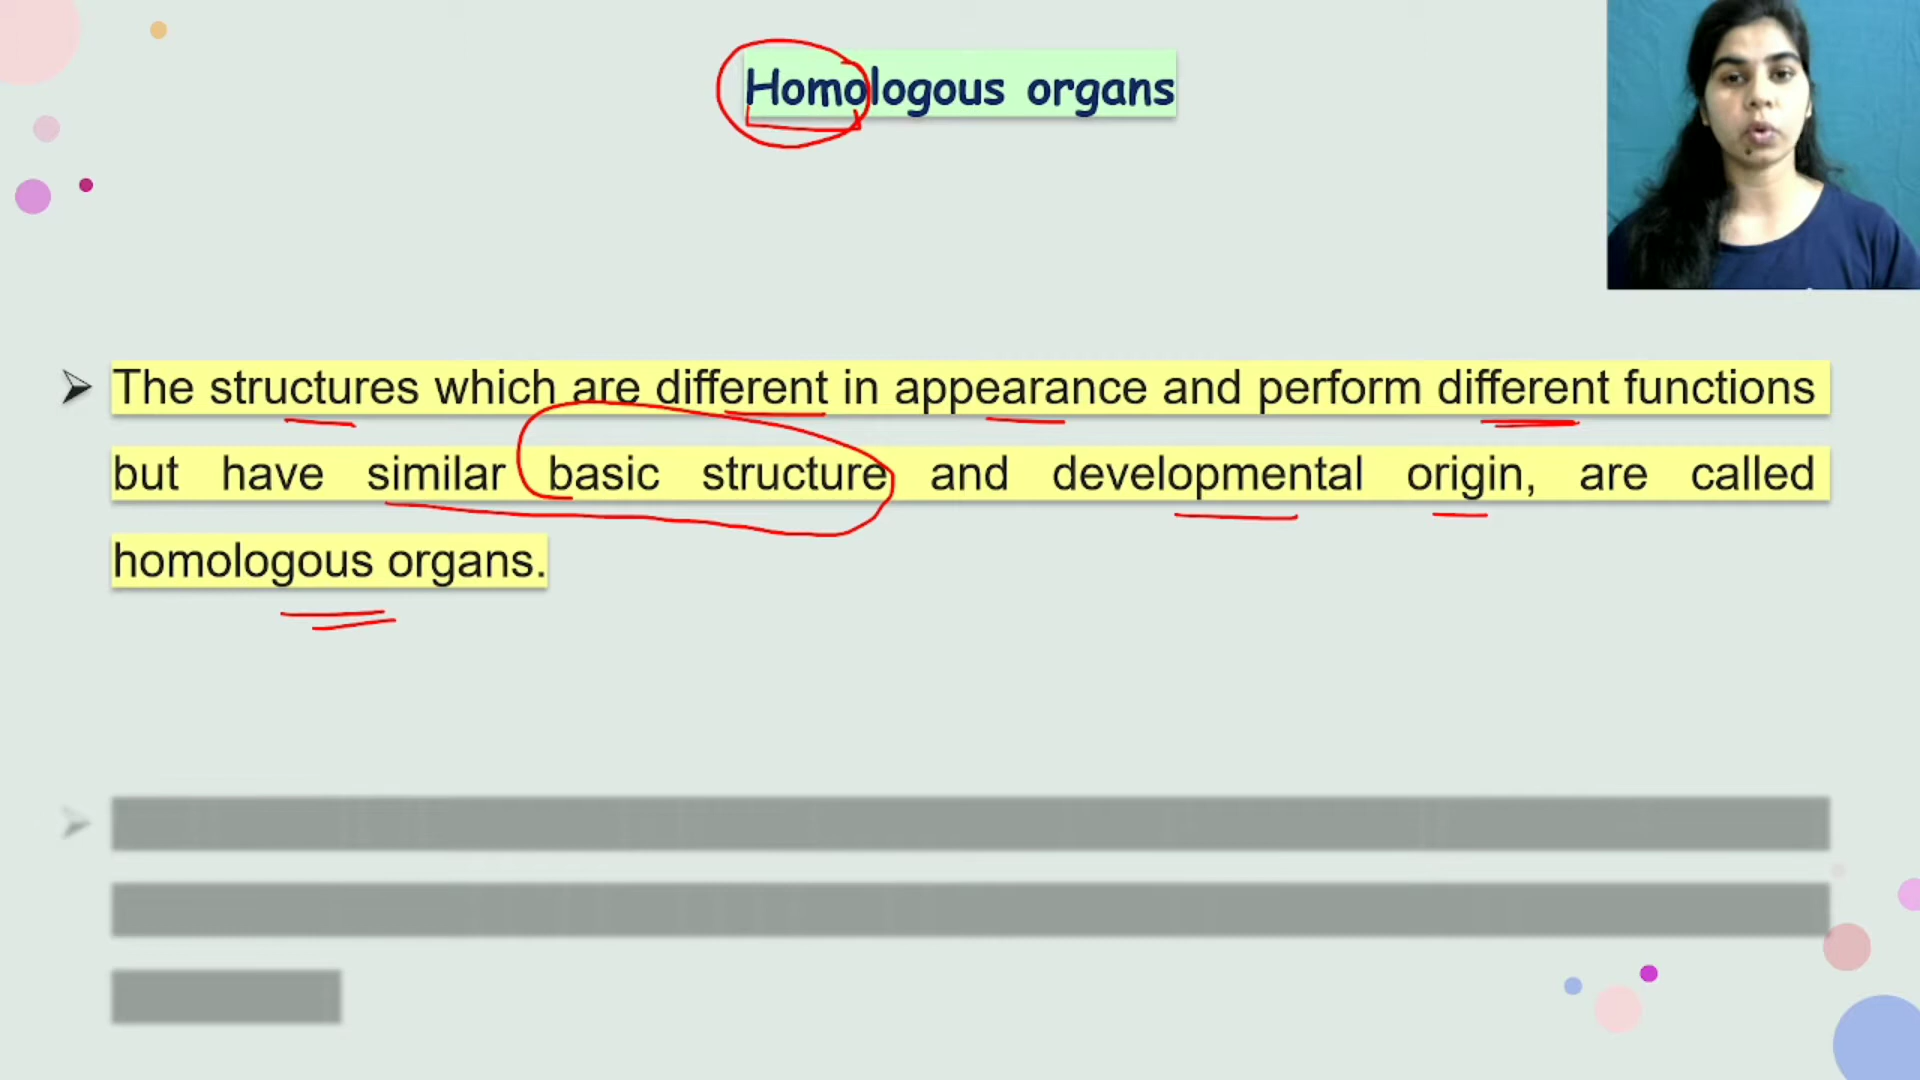 Homologous organs
➢ The structures which are different in appearance and perform different functions
but have similar basic structure and developmental origin, are called
homologous organs.